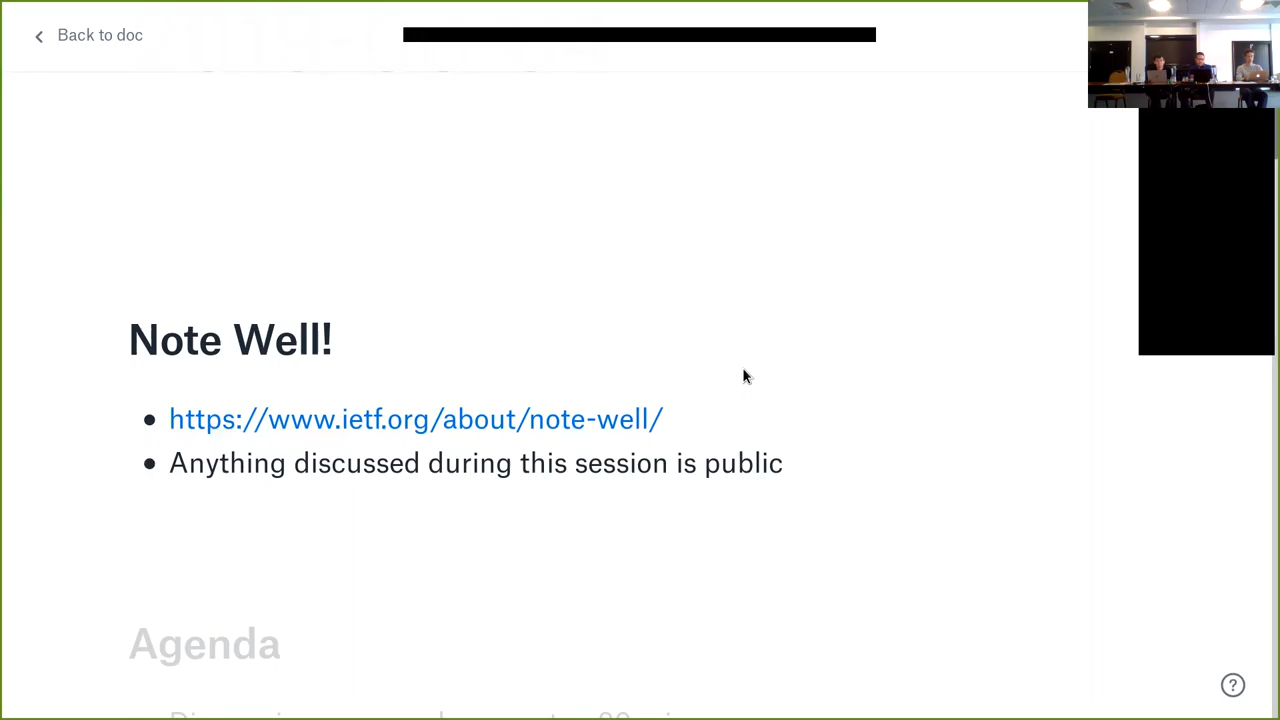 Back to doc
Note Well!
https://www.ietf.org/about/note-well/
Anything discussed during this session is public
Agenda
?